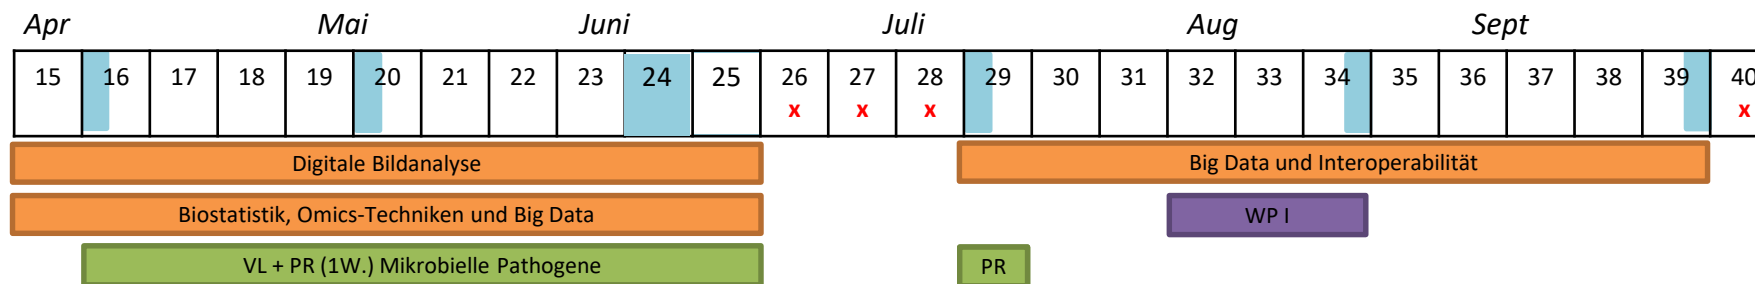 Apr Mai Juni Juli Aug Sept
15 16 17 18 19 20 21 22 23 24 25 26 27 28 29 30 31 32 33 34 35 36 37 38 39 40
x x x x
Digitale Bildanalyse Big Data und Interoperabilität
Biostatistik, Omics-Techniken und Big Data WP I
VL + PR (1W.) Mikrobielle Pathogene PR